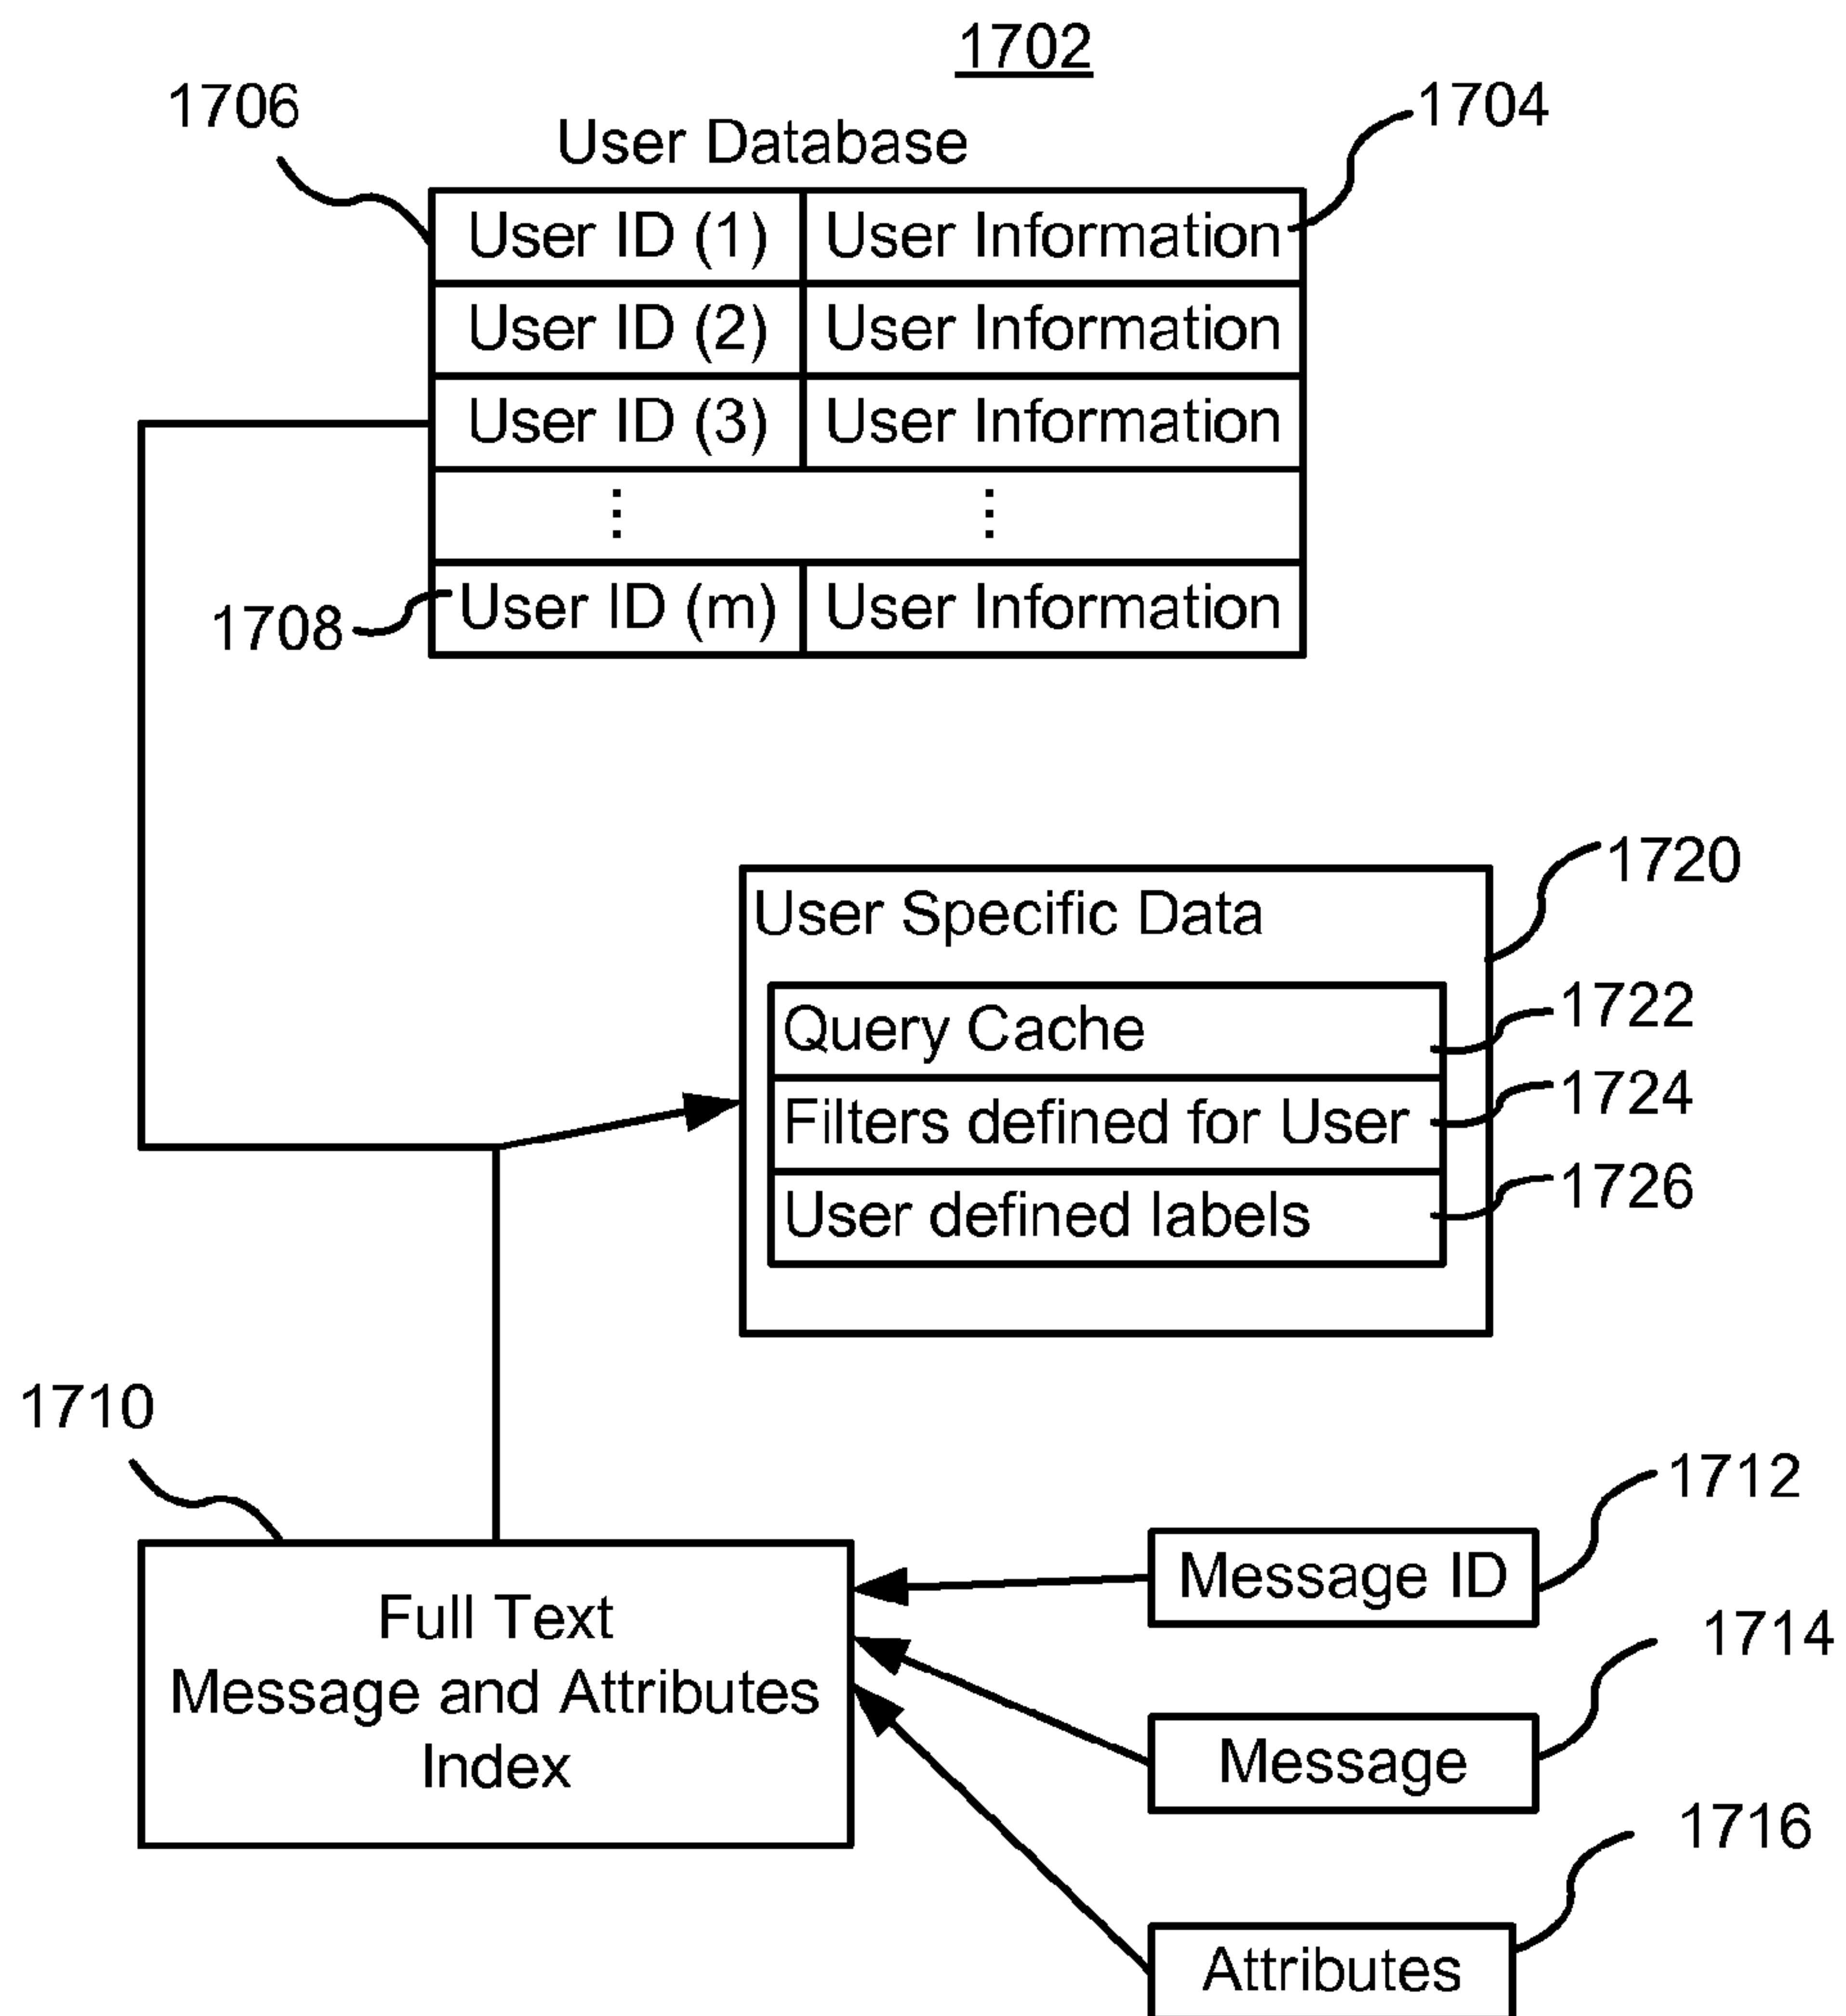 1702
1706
1704
User Database
User ID (1) User Information
User ID (2) User Information
User ID (3) User Information
⋮ ⋮
1708
User ID (m) User Information
1720
User Specific Data
Query Cache
1722
Filters defined for User
1724
User defined labels
1726
1710
Full Text
Message and Attributes
Index
1712
Message ID
1714
Message
1716
Attributes